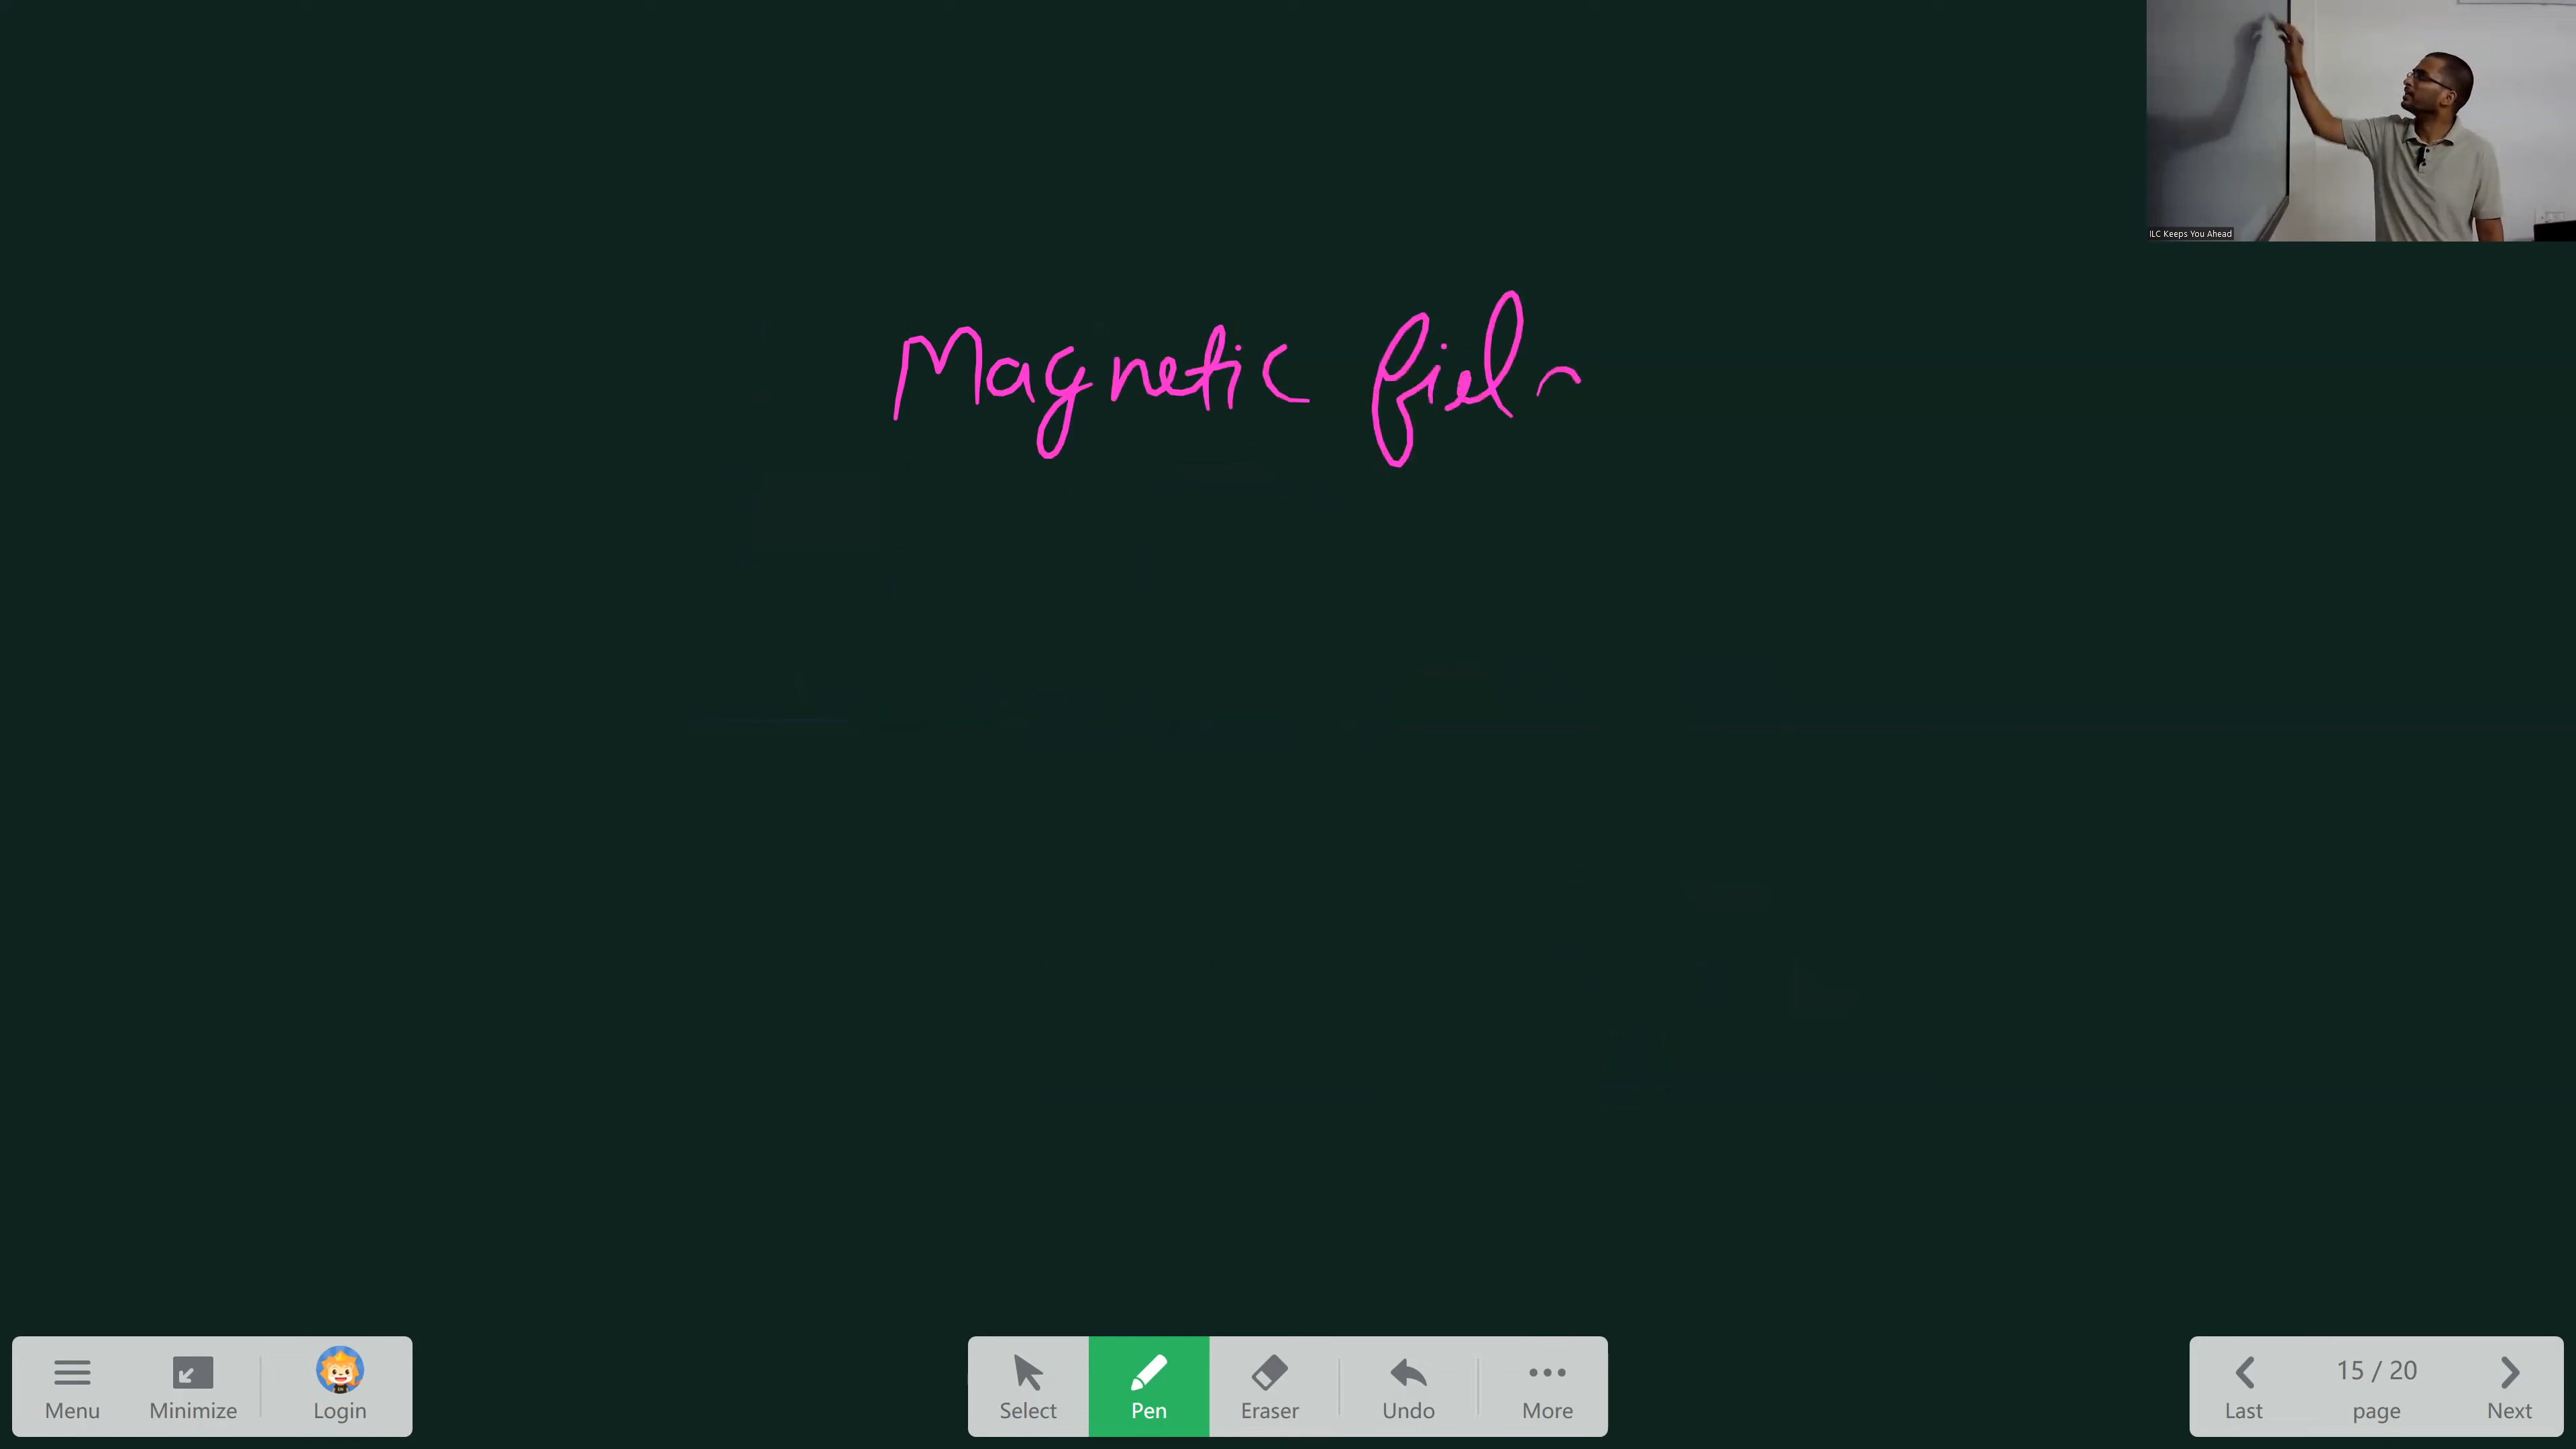 ILC Keeps You Ahead
Magnetic fiel
Menu
Minimize
Login
Select
Pen
Eraser
Undo
More
Last
15 / 20
page
Next